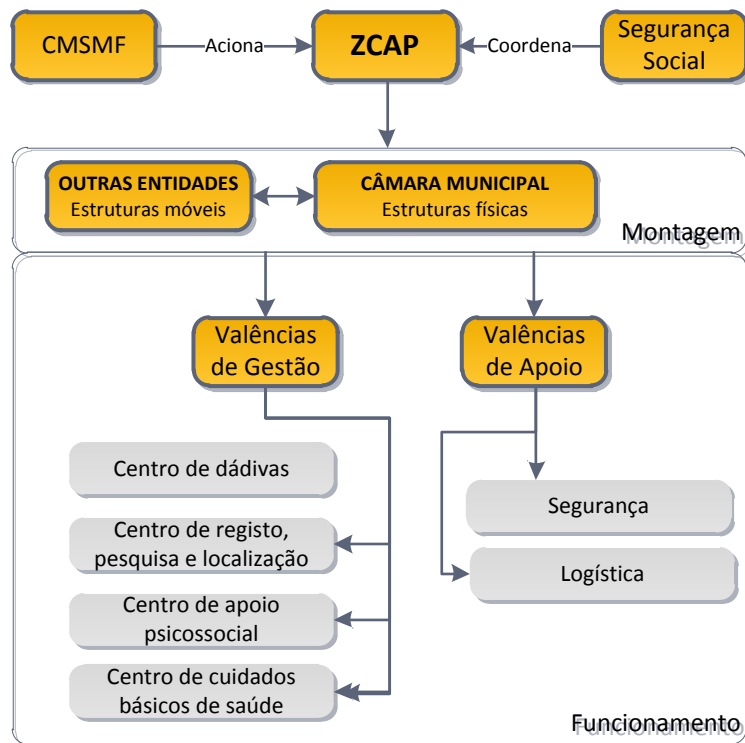 CMSMF
Aciona
ZCAP
Coordena
Segurança
Social
OUTRAS ENTIDADES
Estruturas móveis
CÂMARA MUNICIPAL
Estruturas físicas
Montagem
Valências
de Gestão
Valências
de Apoio
Centro de dádivas
Centro de registo,
pesquisa e localização
Centro de apoio
psicossocial
Centro de cuidados
básicos de saúde
Segurança
Logística
Funcionamento